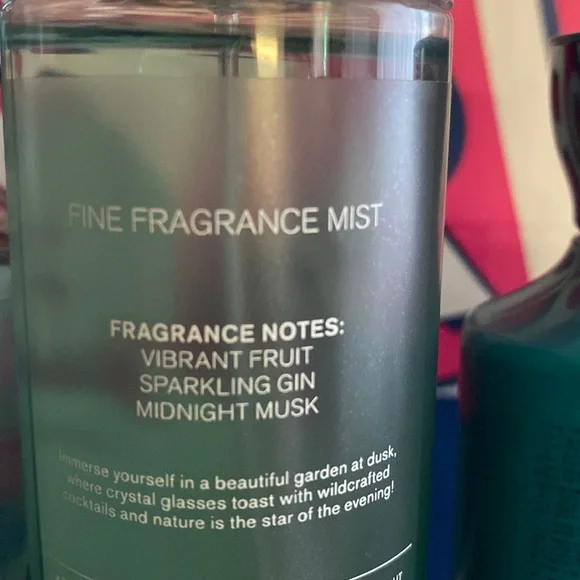 FINE FRAGRANCE MIST
FRAGRANCE NOTES:
VIBRANT FRUIT
SPARKLING GIN
MIDNIGHT MUSK
Immerse yourself in a beautiful garden at dusk,
where crystal glasses toast with wildcrafted
cocktails and nature is the star of the evening!